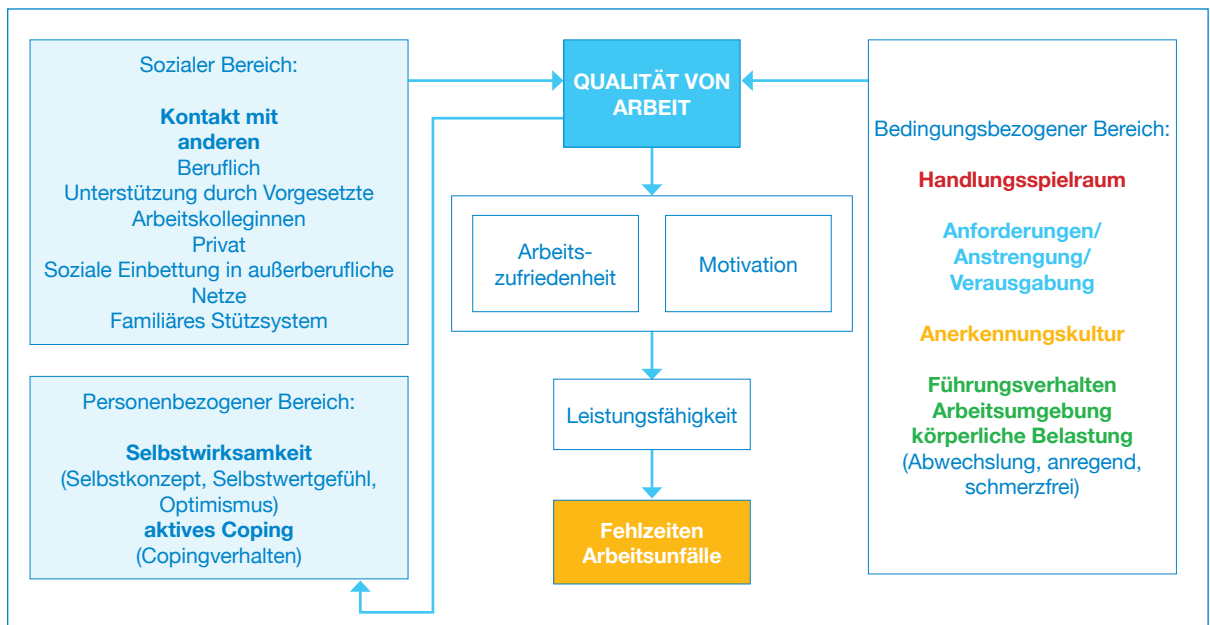 Sozialer Bereich:
Kontakt mit
anderen
Beruflich
Unterstützung durch Vorgesetzte
Arbeitskolleginnen
Privat
Soziale Einbettung in außerberufliche
Netze
Familiäres Stützsystem
Personenbezogener Bereich:
Selbstwirksamkeit
(Selbstkonzept, Selbstwertgefühl,
Optimismus)
aktives Coping
(Copingverhalten)
QUALITÄT VON
ARBEIT
Arbeits-
zufriedenheit
Motivation
Leistungsfähigkeit
Fehlzeiten
Arbeitsunfälle
Bedingungsbezogener Bereich:
Handlungsspielraum
Anforderungen/
Anstrengung/
Verausgabung
Anerkennungskultur
Führungsverhalten
Arbeitsumgebung
körperliche Belastung
(Abwechslung, anregend,
schmerzfrei)